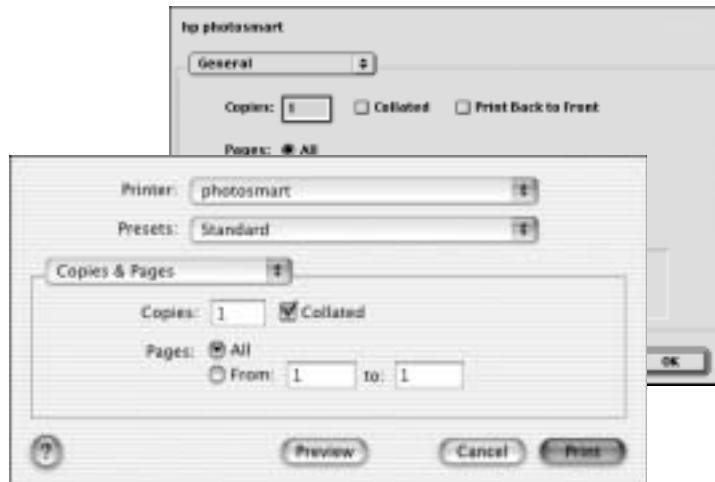 hp photosmart
General
Copies: 1 Collated Print Back to Front
Pages: All
OK
Printer: photosmart
Presets: Standard
Copies & Pages
Copies: 1 Collated
Pages: All
From: 1 to: 1
? Preview Cancel Print